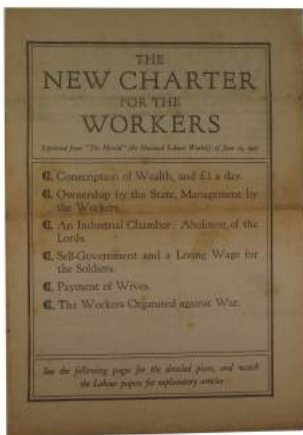 THE
NEW CHARTER
FOR THE
WORKERS
Reprinted from "The Herald" (the National Labour Weekly) of June
Conscription of Wealth, and £1 a day.
Ownership by the State, Management by
the Workers.
An Industrial Chamber: Abolition of the
Lords.
Self-Government and a Living Wage for
the Soldiers.
Payment of Wives.
The Workers Organised against War.
See the following pages for the detailed plans, and watch
the Labour papers for explanatory articles